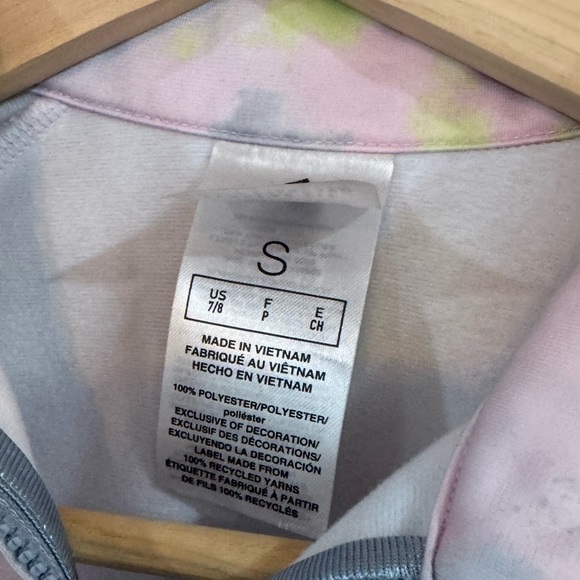 S
US F E
7/8 P CH
MADE IN VIETNAM
FABRIQUÉ AU VIÊTNAM
HECHO EN VIETNAM
100% POLYESTER/POLYESTER/
poliéster
EXCLUSIVE OF DECORATION/
EXCLUSIF DES DÉCORATIONS/
EXCLUYENDO LA DECORACIÓN
LABEL MADE FROM
100% RECYCLED YARNS
ÉTIQUETTE FABRIQUÉ À PARTIR
DE FILS 100% RECYCLÉS